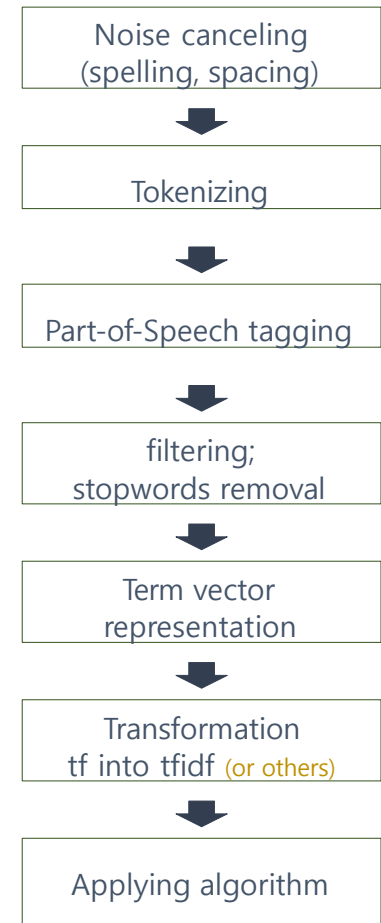 Noise canceling
(spelling, spacing)
Tokenizing
Part-of-Speech tagging
filtering;
stopwords removal
Term vector
representation
Transformation
tf into tfidf (or others)
Applying algorithm